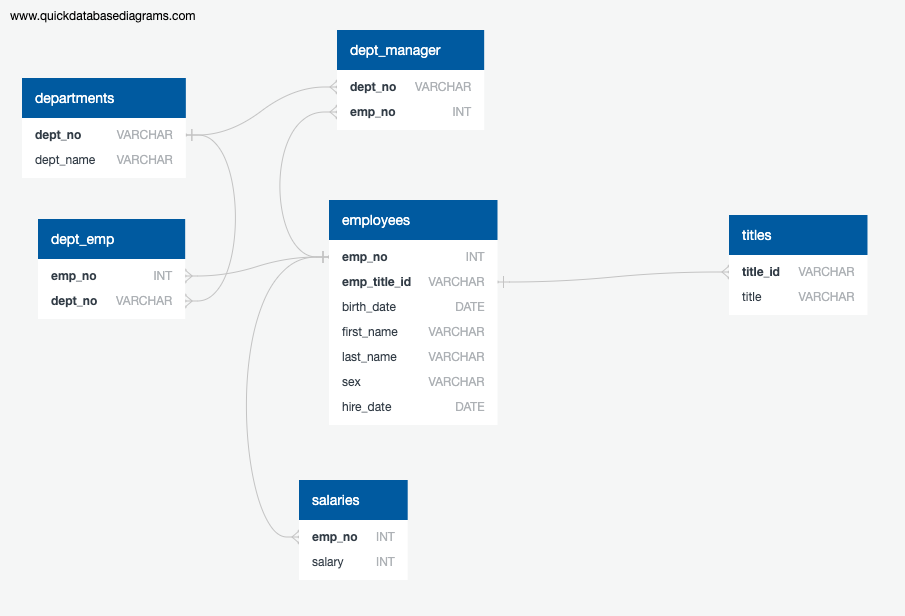 www.quickdatabasediagrams.com
dept_manager
dept_no VARCHAR
emp_no INT
departments
dept_no VARCHAR
dept_name VARCHAR
dept_emp
emp_no INT
dept_no VARCHAR
employees
emp_no INT
emp_title_id VARCHAR
birth_date DATE
first_name VARCHAR
last_name VARCHAR
sex VARCHAR
hire_date DATE
titles
title_id VARCHAR
title VARCHAR
salaries
emp_no INT
salary INT